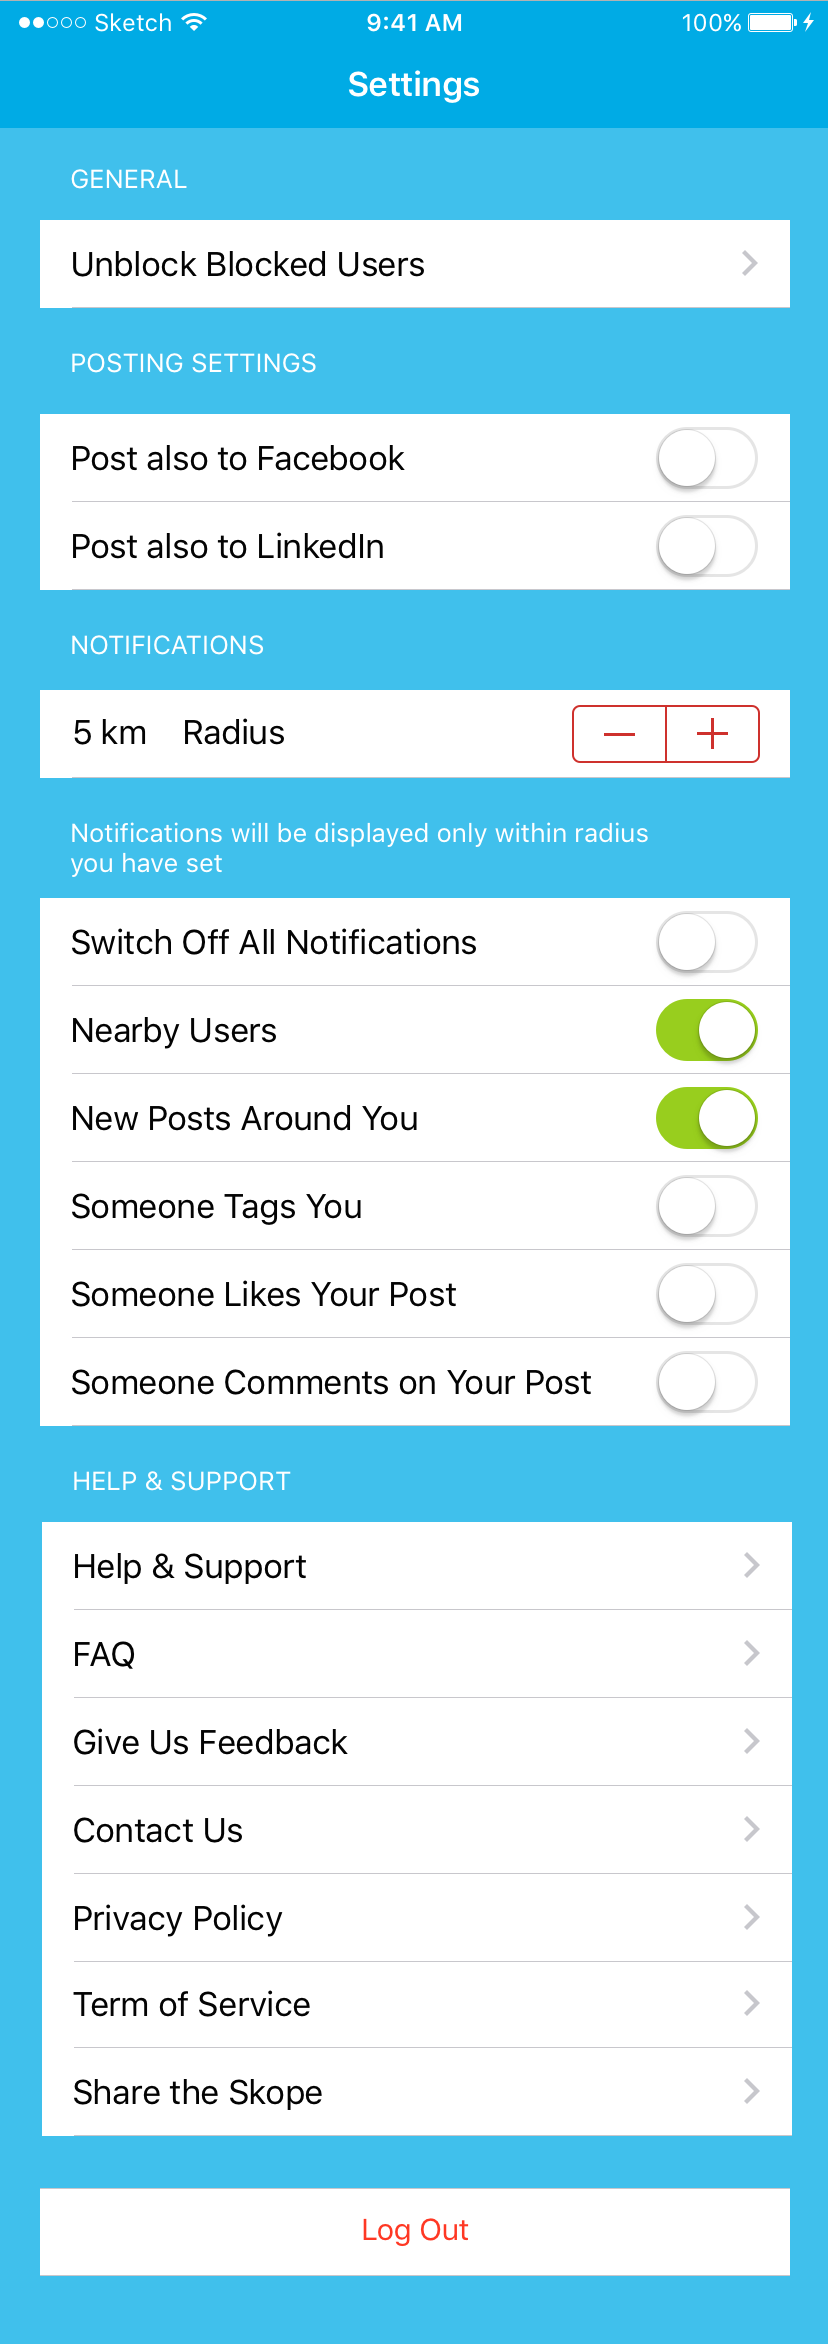 Sketch 9:41 AM 100%
Settings
GENERAL
Unblock Blocked Users
POSTING SETTINGS
Post also to Facebook
Post also to LinkedIn
NOTIFICATIONS
5 km Radius
Notifications will be displayed only within radius
you have set
Switch Off All Notifications
Nearby Users
New Posts Around You
Someone Tags You
Someone Likes Your Post
Someone Comments on Your Post
HELP & SUPPORT
Help & Support
FAQ
Give Us Feedback
Contact Us
Privacy Policy
Term of Service
Share the Skope
Log Out